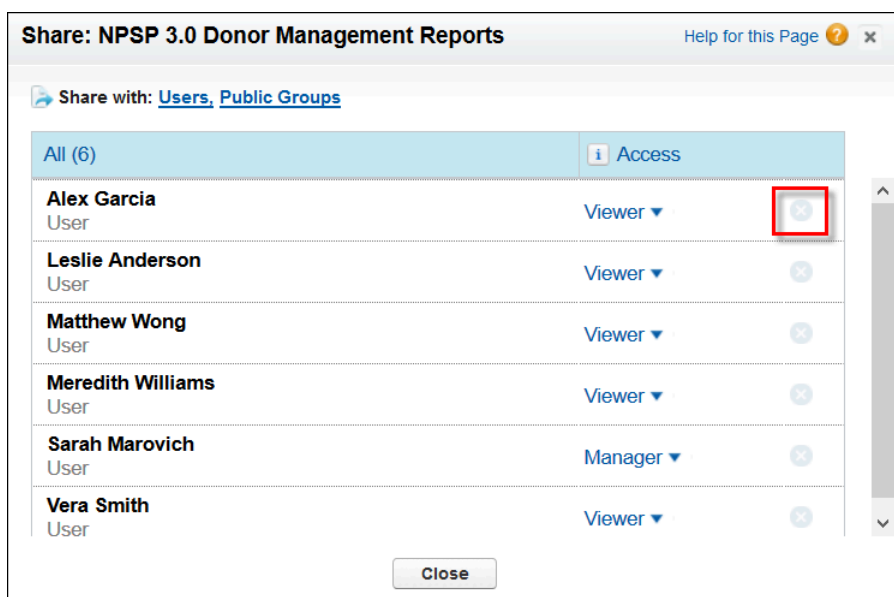 Share: NPSP 3.0 Donor Management Reports
Help for this Page ?
Share with: Users, Public Groups
All (6) i Access
Alex Garcia
User
Viewer
Leslie Anderson
User
Viewer
Matthew Wong
User
Viewer
Meredith Williams
User
Viewer
Sarah Marovich
User
Manager
Vera Smith
User
Viewer
Close